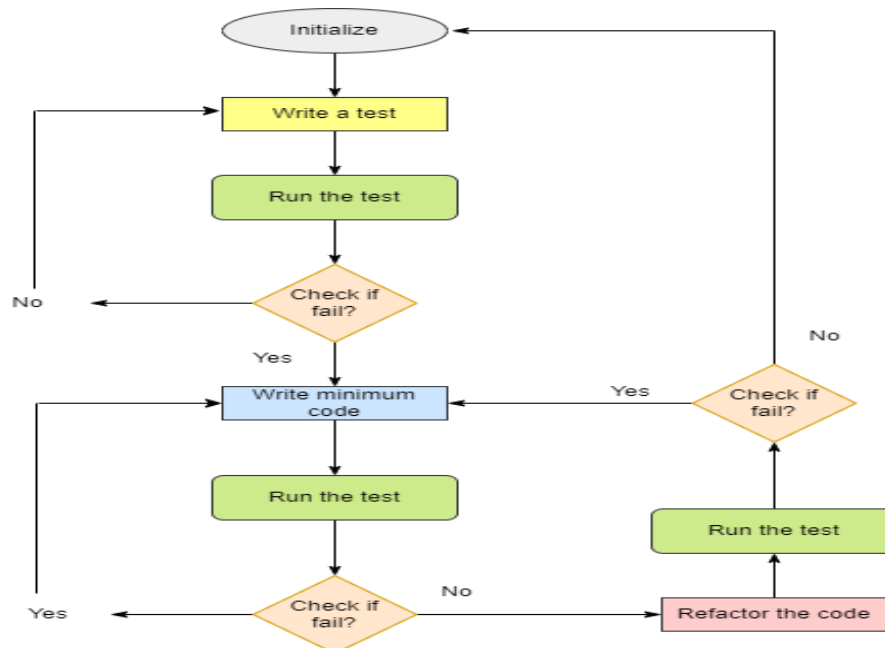 Initialize
Write a test
Run the test
Check if
fail?
No
Yes
Write minimum
code
Run the test
Check if
fail?
Yes
No
Refactor the code
Run the test
Check if
fail?
Yes
No